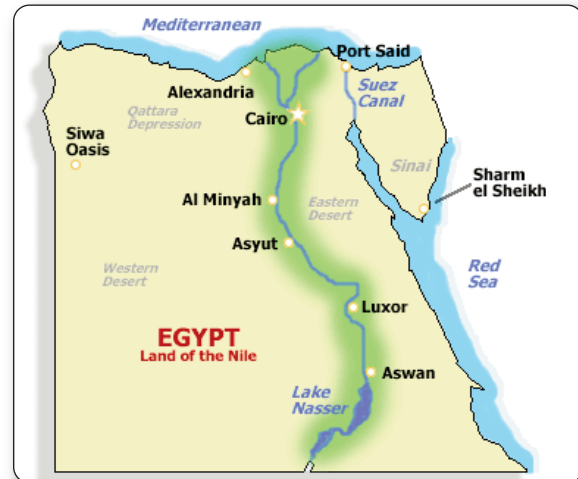 Mediterranean
Port Said
Alexandria
Suez
Canal
Qattara
Depression
Cairo
Siwa
Oasis
Sinai
Sharm
el Sheikh
Al Minyah
Eastern
Desert
Asyut
Western
Desert
Red
Sea
Luxor
EGYPT
Land of the Nile
Aswan
Lake
Nasser